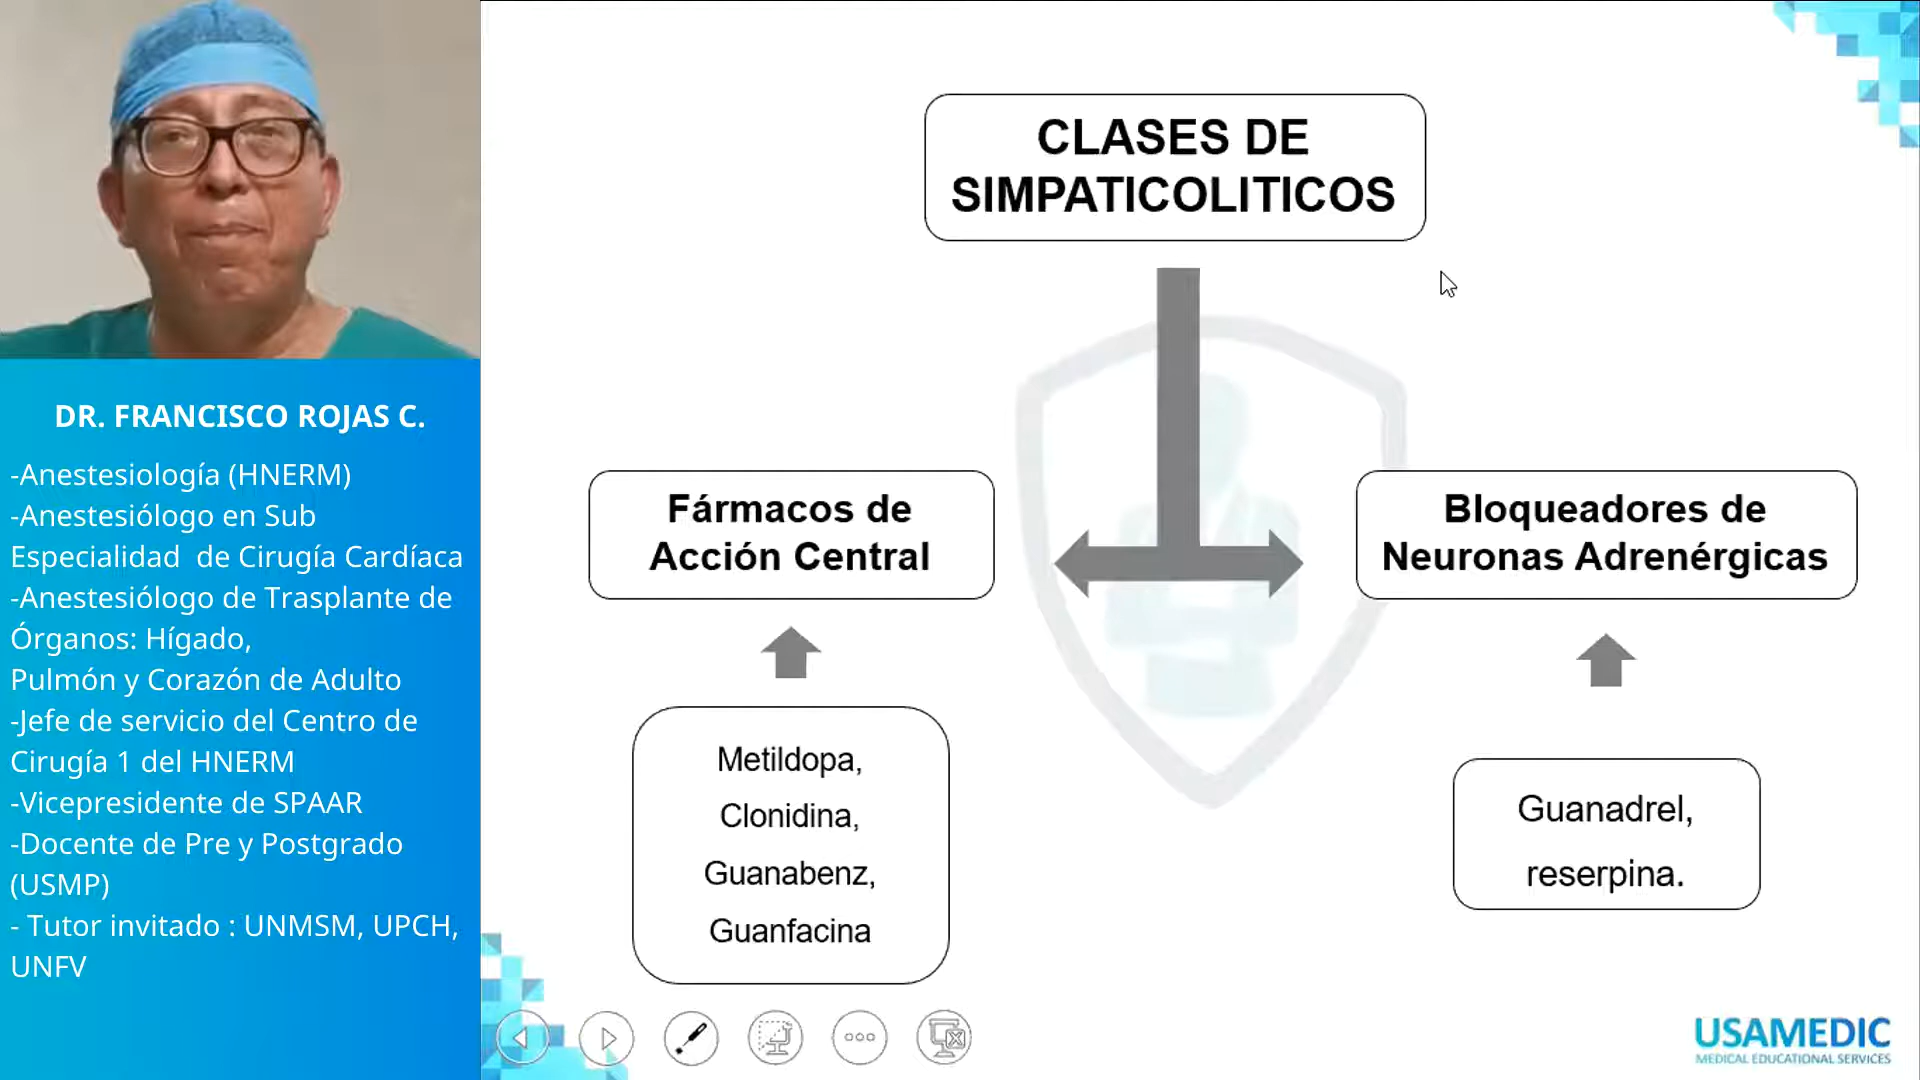 DR. FRANCISCO ROJAS C.
-Anestesiología (HNERM)
-Anestesiólogo en Sub
Especialidad  de Cirugía Cardíaca
-Anestesiólogo de Trasplante de
Órganos: Hígado,
Pulmón y Corazón de Adulto
-Jefe de servicio del Centro de
Cirugía 1 del HNERM
-Vicepresidente de SPAAR
-Docente de Pre y Postgrado
(USMP)
- Tutor invitado : UNMSM, UPCH,
UNFV
CLASES DE
SIMPATICOLITICOS
Fármacos de
Acción Central
Metildopa,
Clonidina,
Guanabenz,
Guanfacina
Bloqueadores de
Neuronas Adrenérgicas
Guanadrel,
reserpina.
USAMEDIC
MEDICAL EDUCATIONAL SERVICES